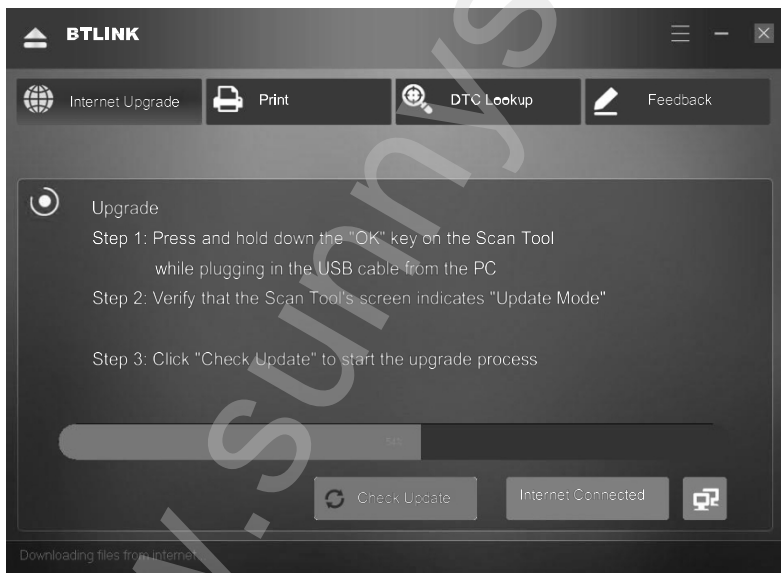 BTLINK
Internet Upgrade
Print
DTC Lookup
Feedback
Upgrade
Step 1: Press and hold down the "OK" key on the Scan Tool
while plugging in the USB cable from the PC
Step 2: Verify that the Scan Tool's screen indicates "Update Mode"
Step 3: Click "Check Update" to start the upgrade process
54%
Check Update
Internet Connected
Downloading files from internet